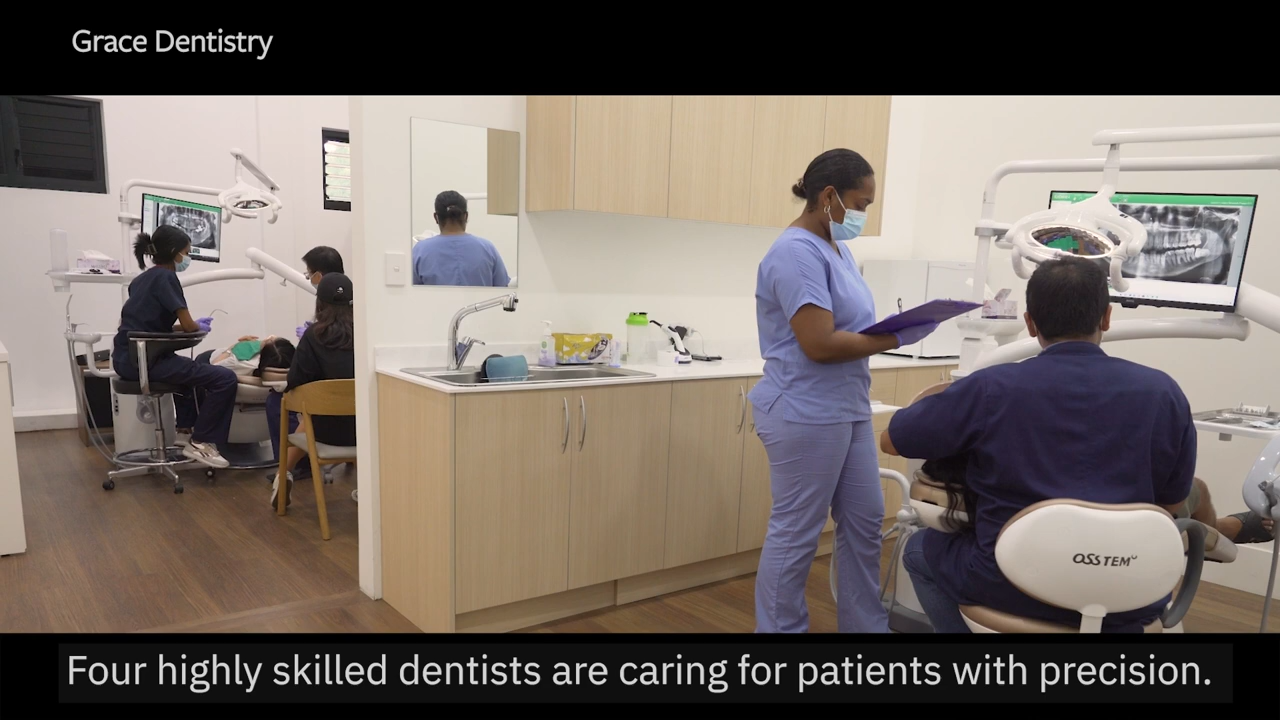 Grace Dentistry
OSSTEM
Four highly skilled dentists are caring for patients with precision.